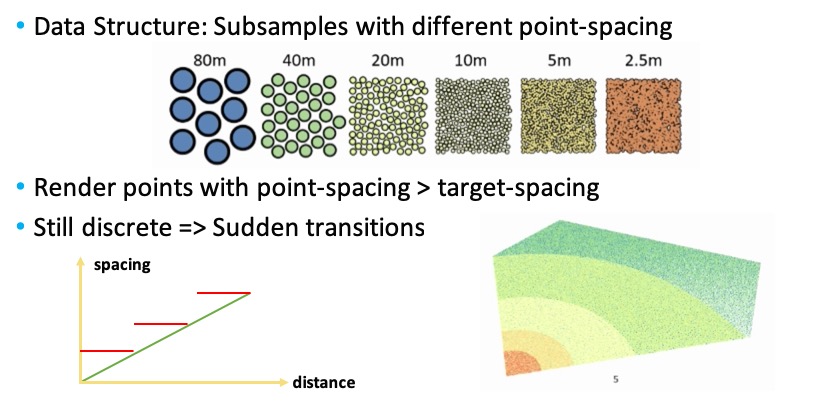 • Data Structure: Subsamples with different point-spacing
80m 40m 20m 10m 5m 2.5m
• Render points with point-spacing > target-spacing
• Still discrete => Sudden transitions
spacing
distance
5